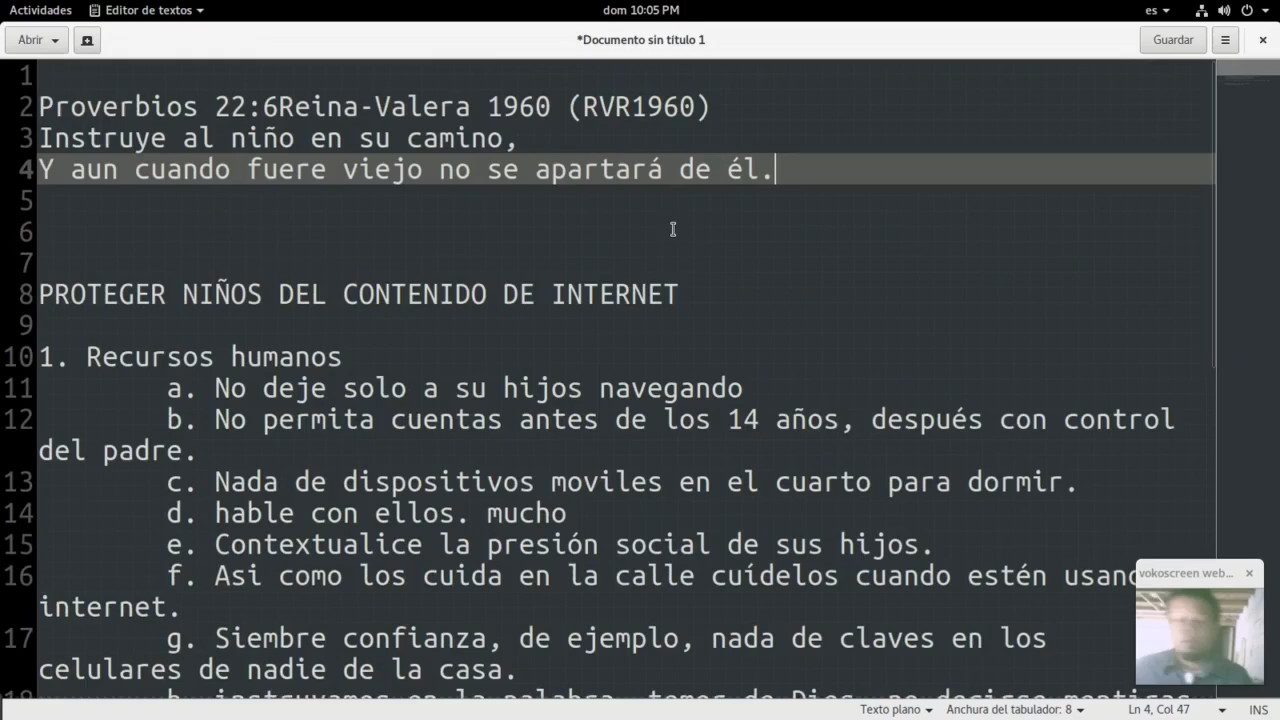 Actividades Editor de textos dom 10:05 PM es
Abrir *Documento sin título 1 Guardar
1
2 Proverbios 22:6Reina-Valera 1960 (RVR1960)
3 Instruye al niño en su camino,
4 Y aun cuando fuere viejo no se apartará de él.
5
6
7
8 PROTEGER NIÑOS DEL CONTENIDO DE INTERNET
9
10 1. Recursos humanos
11 a. No deje solo a su hijos navegando
12 b. No permita cuentas antes de los 14 años, después con control
del padre.
13 c. Nada de dispositivos moviles en el cuarto para dormir.
14 d. hable con ellos. mucho
15 e. Contextualice la presión social de sus hijos.
16 f. Asi como los cuida en la calle cuídelos cuando estén
internet.
vokoscreen web...
17 g. Siembre confianza, de ejemplo, nada de claves en los
celulares de nadie de la casa.
Texto plano Anchura del tabulador: 8 Ln 4, Col 47 INS